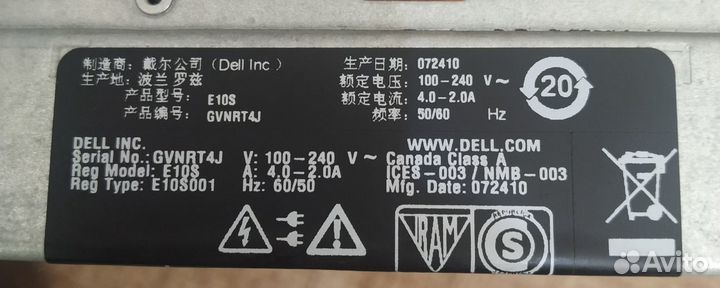 制造商: 戴尔公司 (Dell Inc )
生产地: 波兰罗兹
产品型号: E10S
产品编号: GVNRT4J
生产日期: 072410
额定电压: 100-240 V~
额定电流: 4.0-2.0A
频率: 50/60 Hz
20
DELL INC.
Serial No.: GVNRT4J
Reg Model: E10S
Reg Type: E10S001
V: 100-240 V~
A: 4.0-2.0A
Hz: 60/50
WWW.DELL.COM
Canada Class A
ICES-003 / NMB-003
Mfg. Date: 072410
IRAM
S
Avito